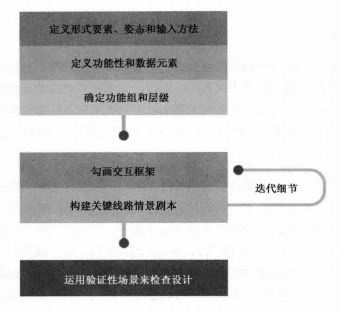 定义形式要素、姿态和输入方法
定义功能性和数据元素
确定功能组和层级
勾画交互框架
迭代细节
构建关键线路情景剧本
运用验证性场景来检查设计